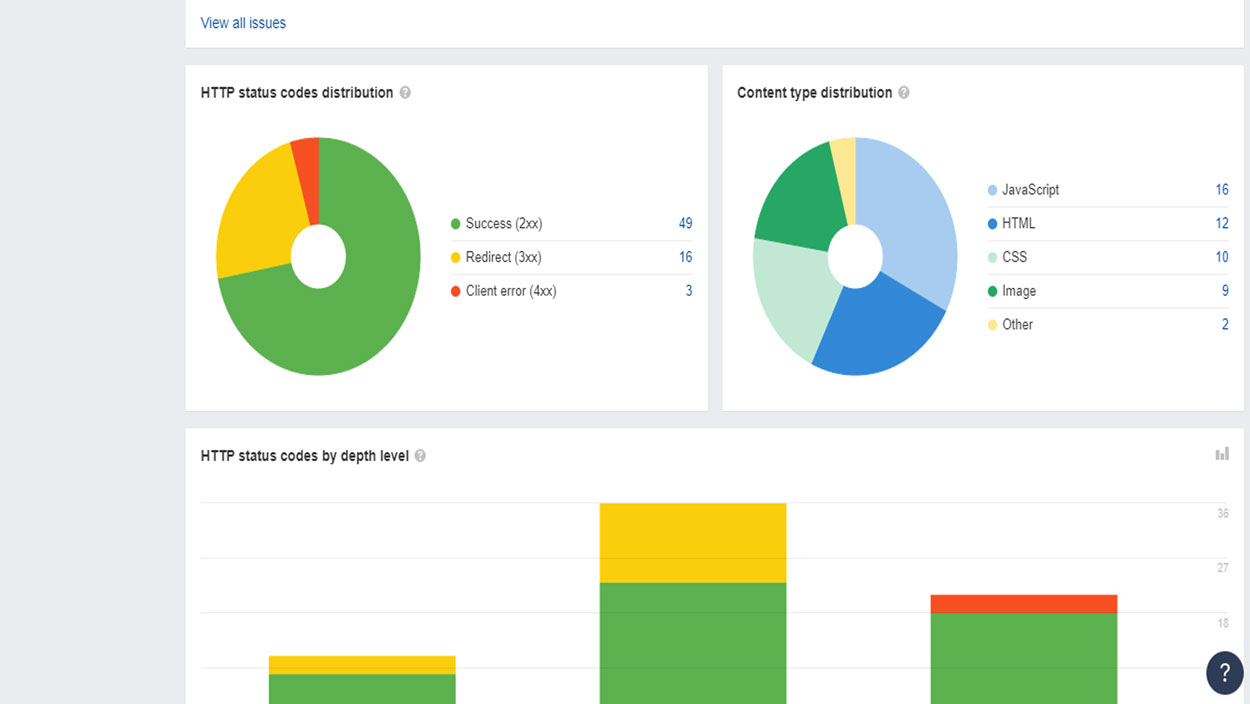 View all issues
HTTP status codes distribution ?
Content type distribution ?
Success (2xx) 49
Redirect (3xx) 16
Client error (4xx) 3
JavaScript 16
HTML 12
CSS 10
Image 9
Other 2
HTTP status codes by depth level ?
36
27
18
?